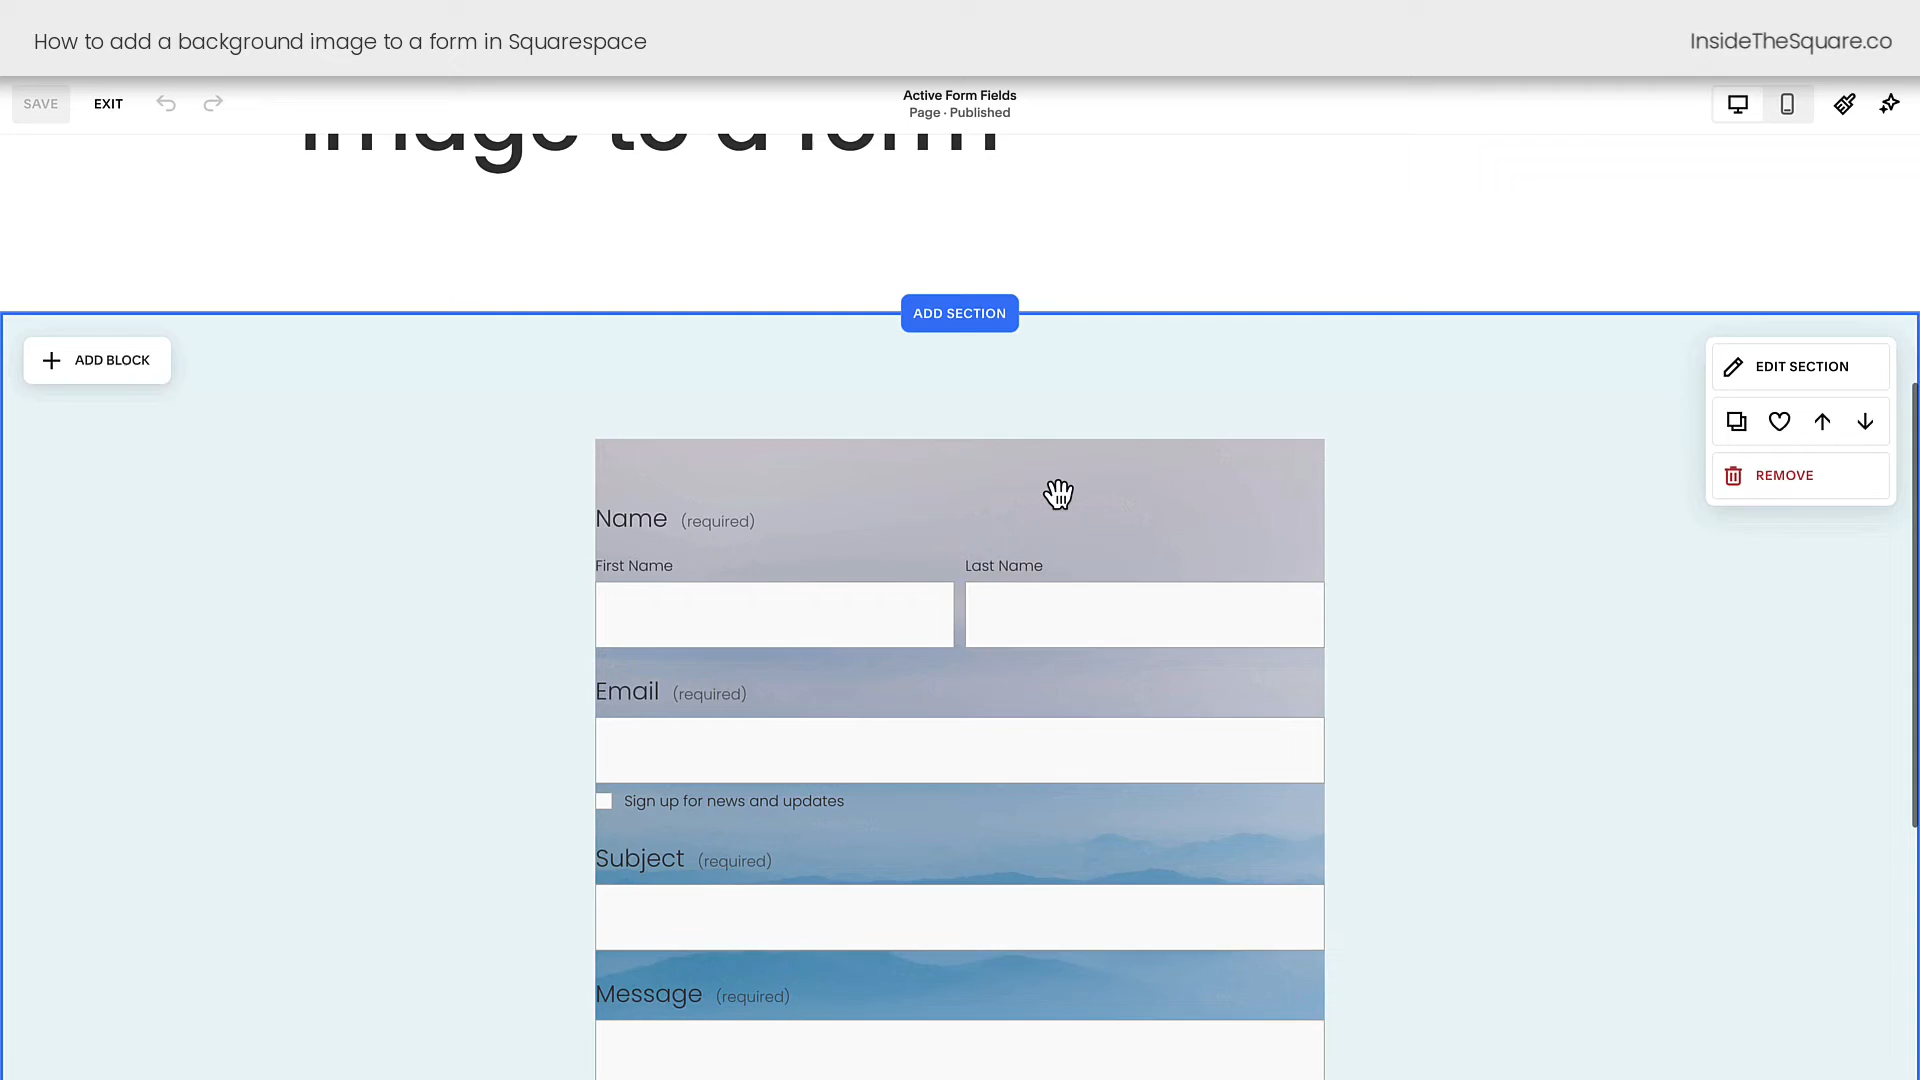 How to add a background image to a form in Squarespace
InsideTheSquare.co
SAVE
EXIT
Active Form Fields
Page · Published
image to a form
ADD SECTION
ADD BLOCK
EDIT SECTION
REMOVE
Name (required)
First Name
Last Name
Email (required)
Sign up for news and updates
Subject (required)
Message (required)